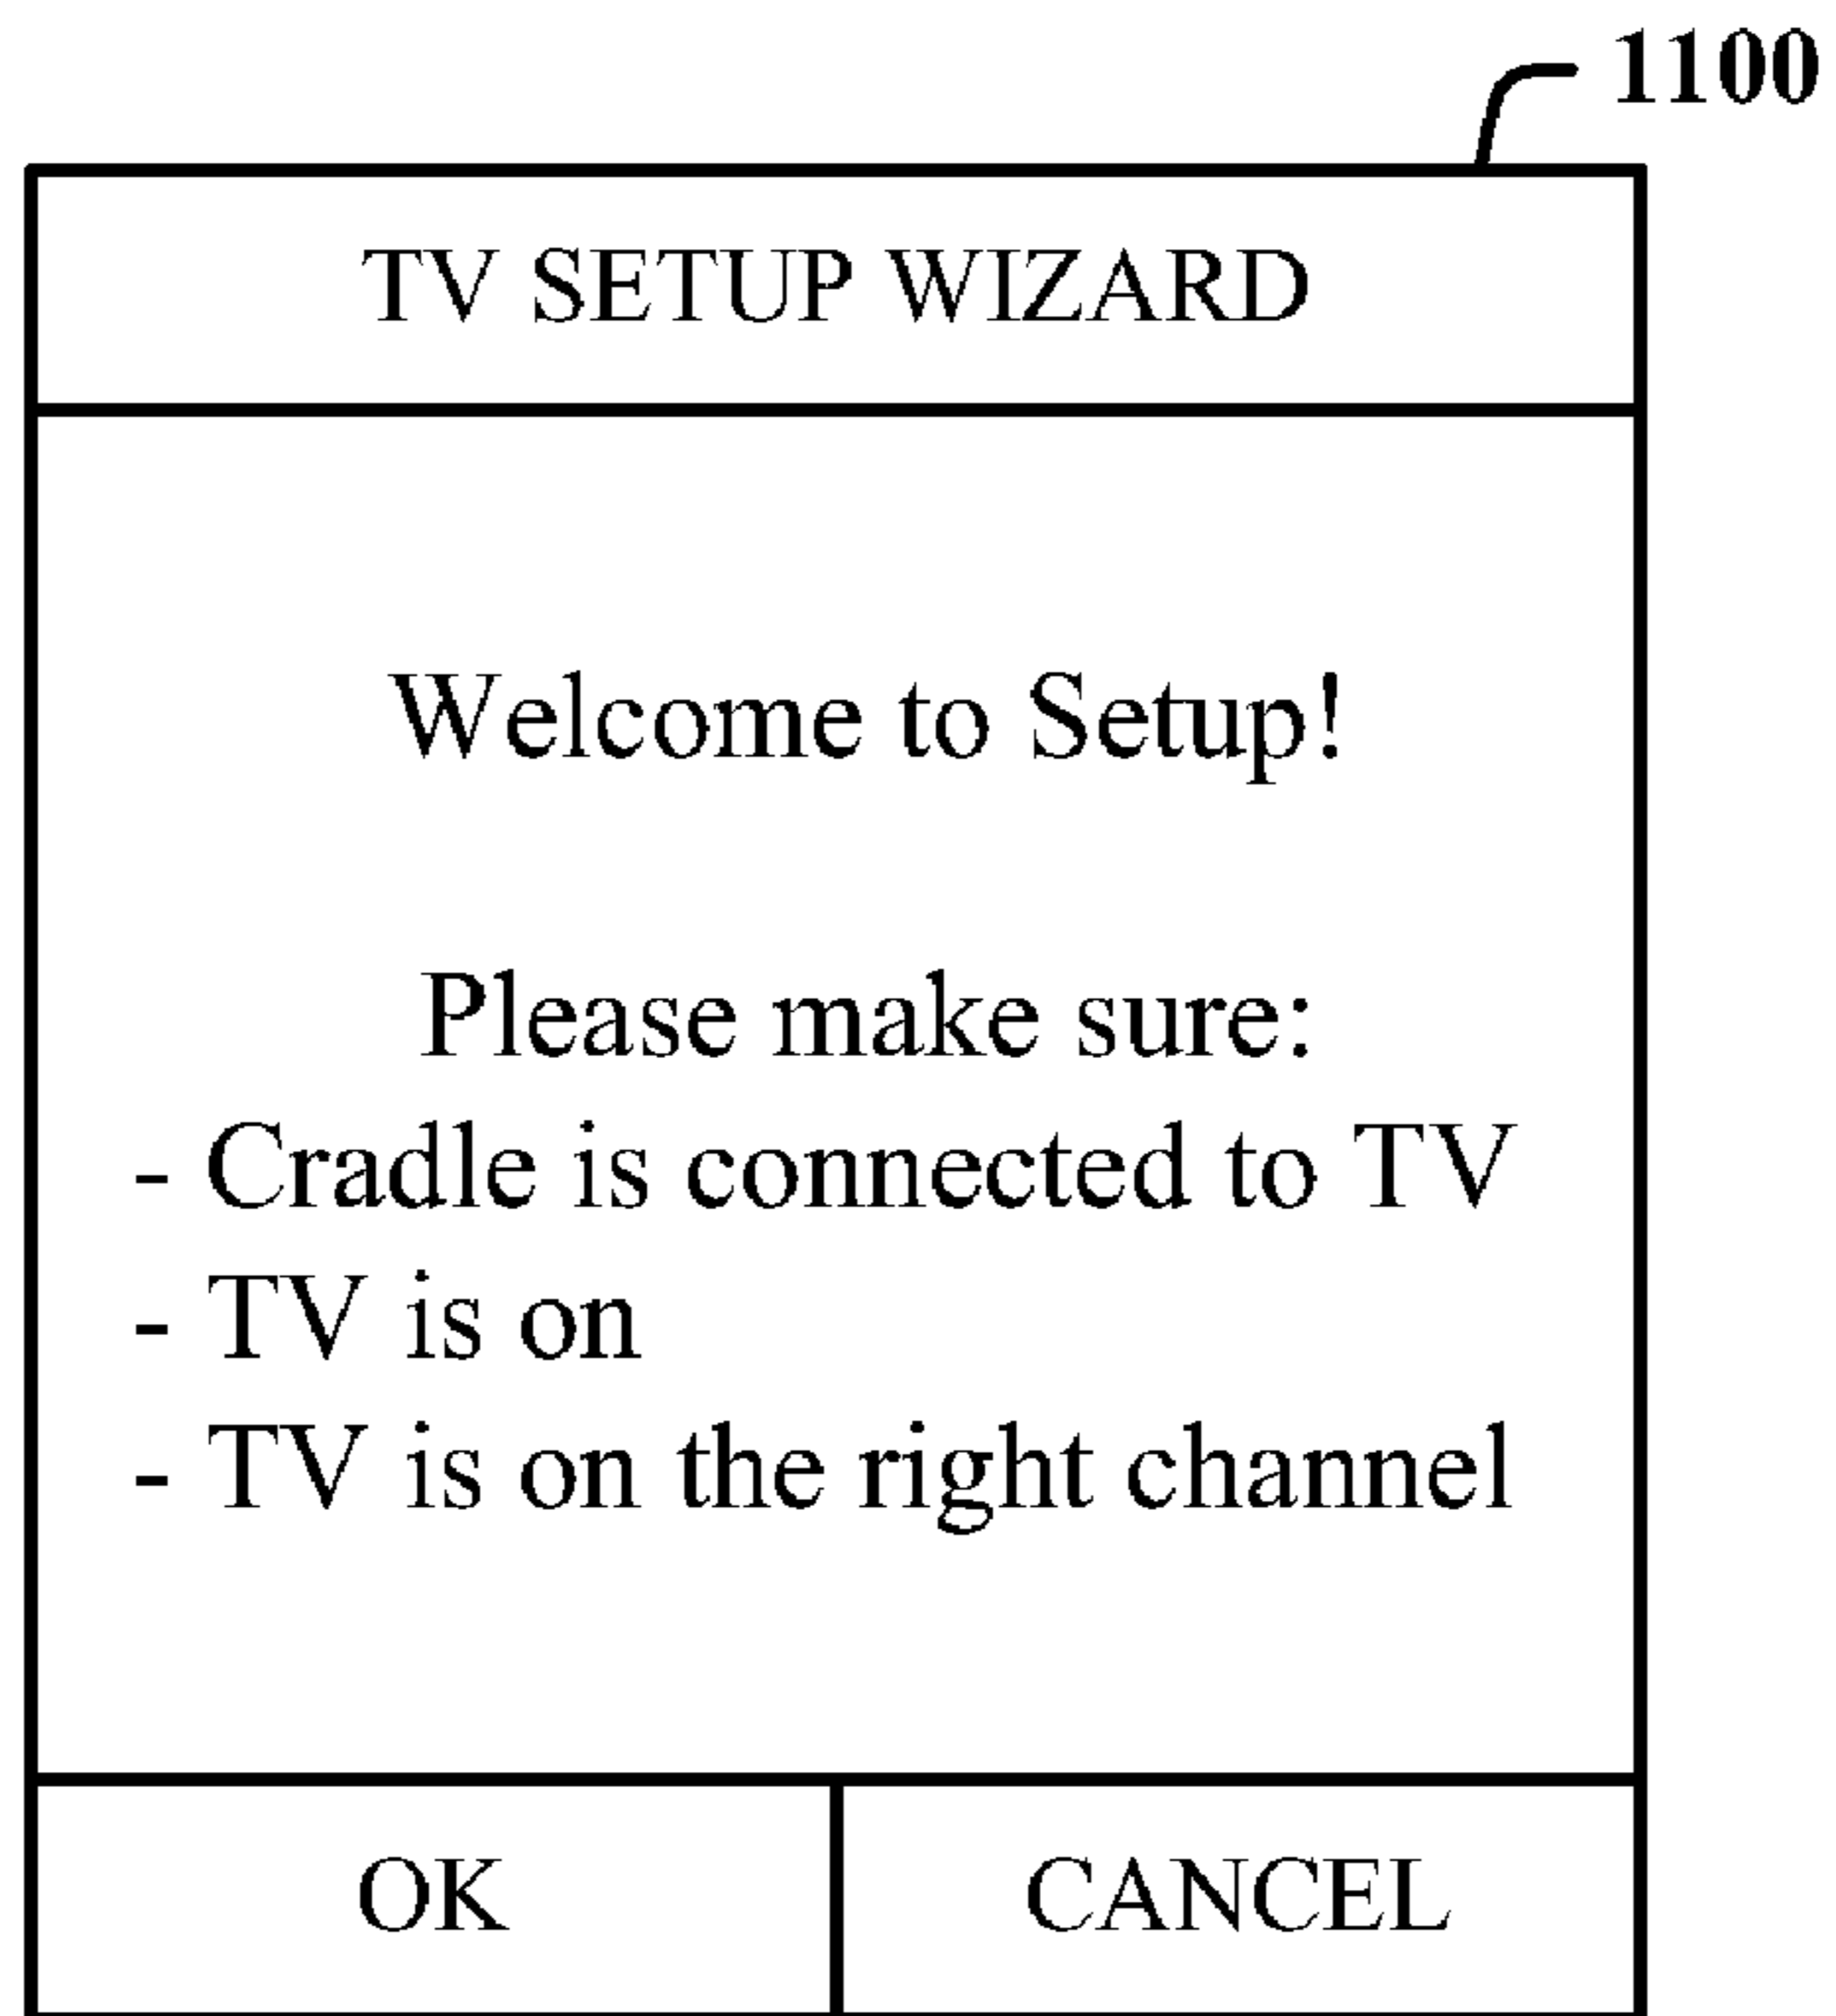 1100
TV SETUP WIZARD
Welcome to Setup!
Please make sure:
- Cradle is connected to TV
- TV is on
- TV is on the right channel
OK
CANCEL